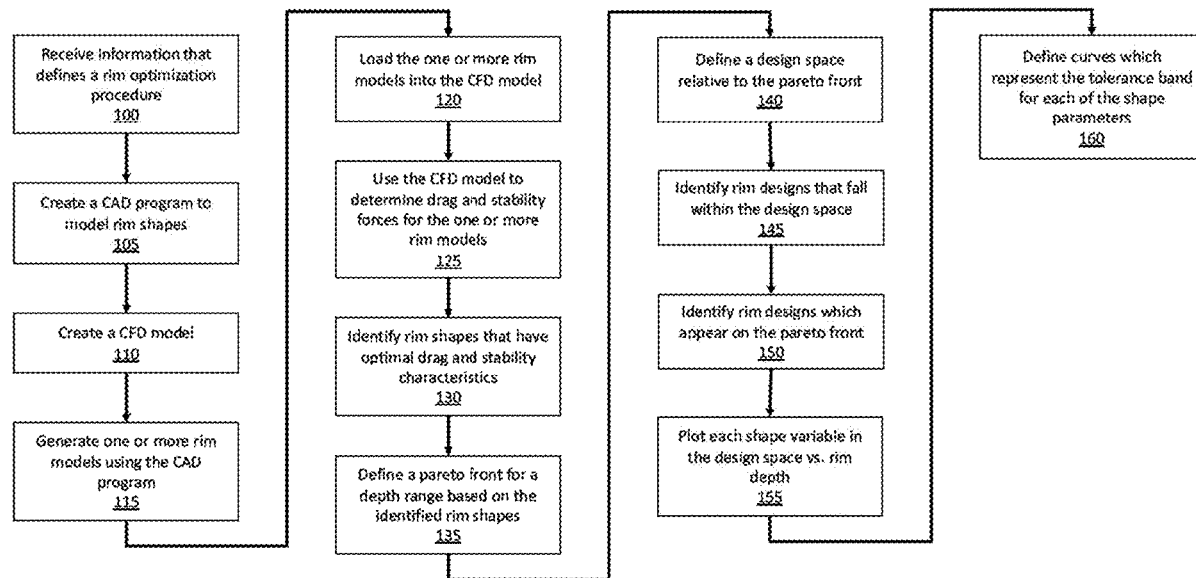 Receive information that
defines a rim optimization
procedure
100
Create a CAD program to
model rim shapes
105
Create a CFD model
110
Generate one or more rim
models using the CAD
program
115
Load the one or more rim
models into the CFD model
120
Use the CFD model to
determine drag and stability
forces for the one or more
rim models
125
Identify rim shapes that have
optimal drag and stability
characteristics
130
Define a pareto front for a
depth range based on the
identified rim shapes
135
Define a design space
relative to the pareto front
140
Identify rim designs that fall
within the design space
145
Identify rim designs which
appear on the pareto front
150
Plot each shape variable in
the design space vs. rim
depth
155
Define curves which
represent the tolerance band
for each of the shape
parameters
160